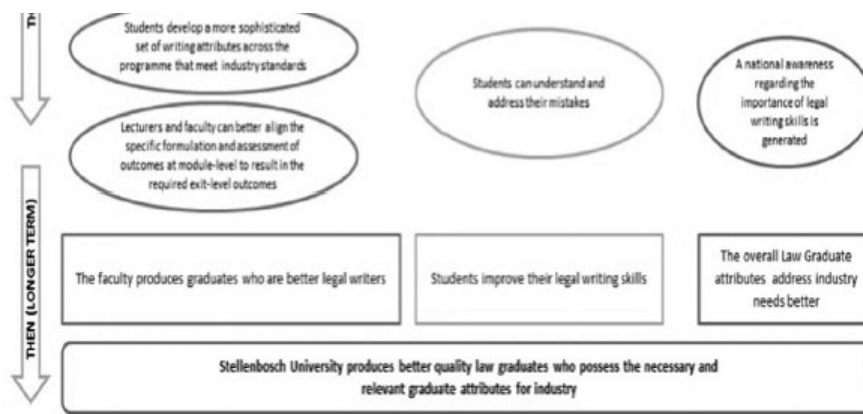 TH
Students develop a more sophisticated
set of writing attributes across the
programme that meet industry standards
Students can understand and
address their mistakes
A national awareness
regarding the
importance of legal
writing skills is
generated
Lecturers and faculty can better align the
specific formulation and assessment of
outcomes at module-level to result in the
required exit-level outcomes
THEN (LONGER TERM)
The faculty produces graduates who are better legal writers
Students improve their legal writing skills
The overall Law Graduate
attributes address industry
needs better
Stellenbosch University produces better quality law graduates who possess the necessary and
relevant graduate attributes for industry